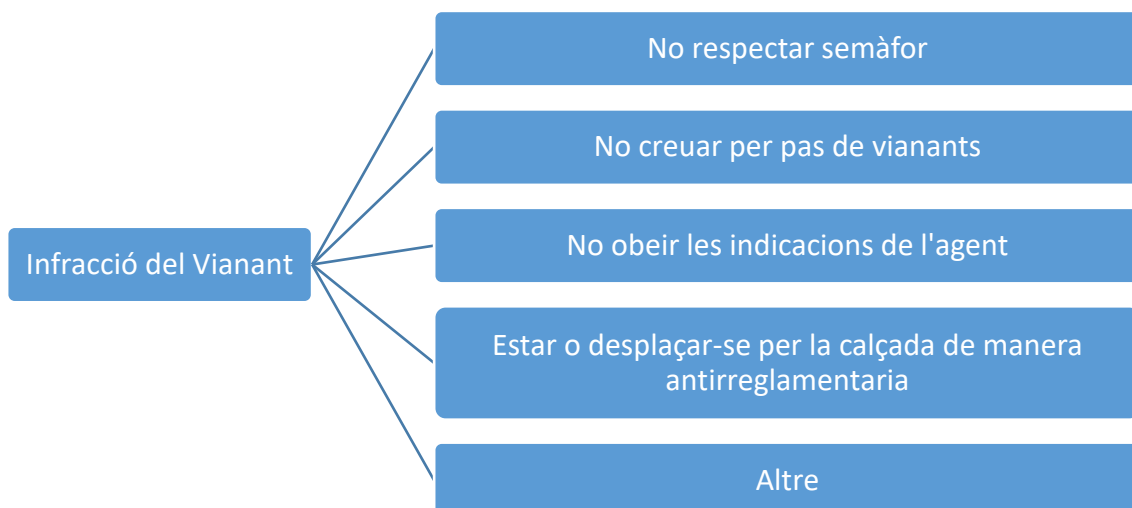 Infracció del Vianant
No respectar semàfor
No creuar per pas de vianants
No obeir les indicacions de l'agent
Estar o desplaçar-se per la calçada de manera
antirreglamentaria
Altre